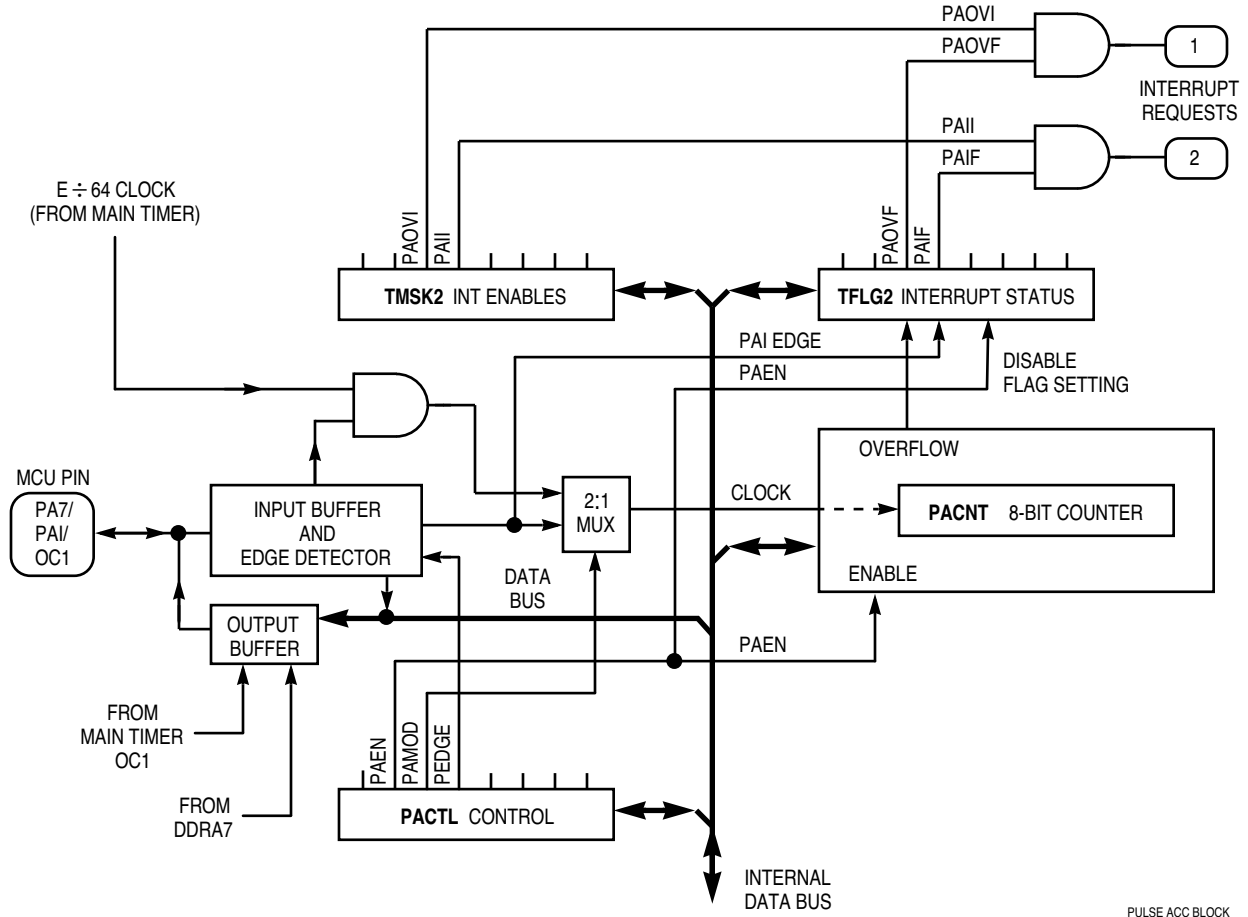 PAOVI
PAOVF
1
INTERRUPT
REQUESTS
PAII
PAIF
2
E ÷ 64 CLOCK
(FROM MAIN TIMER)
PAOVI
PAII
PAOVF
PAIF
TMSK2 INT ENABLES
TFLG2 INTERRUPT STATUS
PAI EDGE
PAEN
DISABLE
FLAG SETTING
OVERFLOW
MCU PIN
PA7/
PAI/
OC1
INPUT BUFFER
AND
EDGE DETECTOR
2:1
MUX
CLOCK
PACNT 8-BIT COUNTER
ENABLE
DATA
BUS
OUTPUT
BUFFER
PAEN
FROM
MAIN TIMER
OC1
PAEN
PAMOD
PEDGE
FROM
DDRA7
PACTL CONTROL
INTERNAL
DATA BUS
PULSE ACC BLOCK